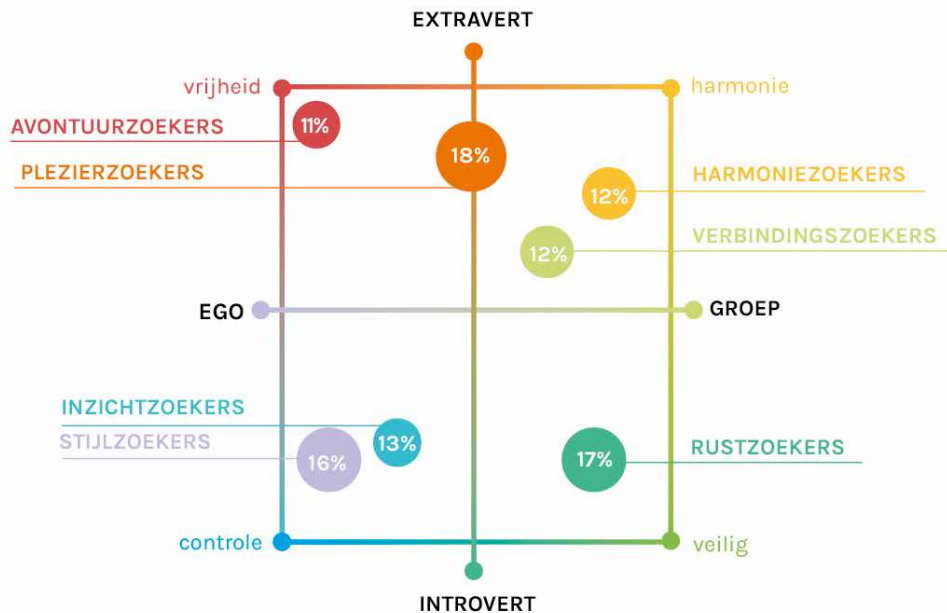 EXTRAVERT
vrijheid
harmonie
AVONTUURZOEKERS
11%
PLEZIERZOEKERS
18%
HARMONIEZOEKERS
12%
VERBINDINGSZOEKERS
12%
EGO
GROEP
INZICHTZOEKERS
13%
STIJLZOEKERS
16%
17%
RUSTZOEKERS
controle
veilig
INTROVERT